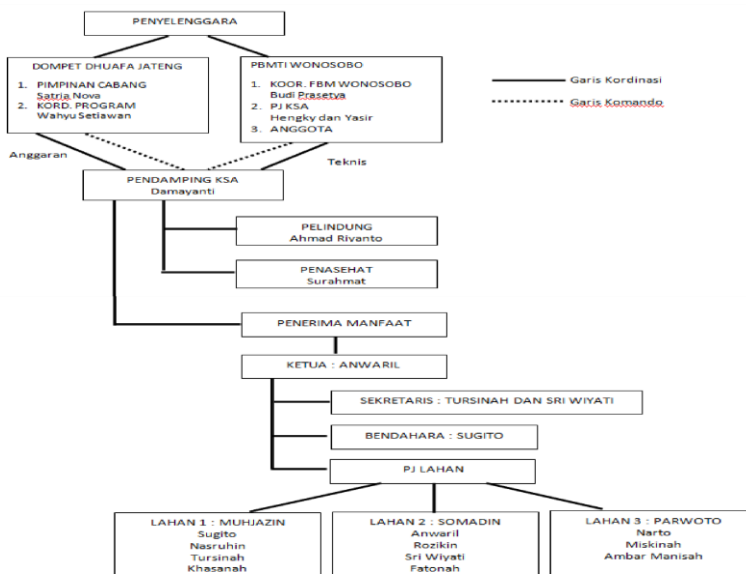 PENYELENGGARA
DOMPET DHUAFA JATENG
1. PIMPINAN CABANG
Satria Nova
2. KORD. PROGRAM
Wahyu Setiawan
PBMTI WONOSOBO
1. KOOR. FBM WONOSOBO
Budi Prasetya
2. PJ KSA
Hengky dan Yasir
3. ANGGOTA
Garis Kordinasi
Garis Komando
Anggaran
Teknis
PENDAMPING KSA
Damayanti
PELINDUNG
Ahmad Riyanto
PENASEHAT
Surahmat
PENERIMA MANFAAT
KETUA : ANWARIL
SEKRETARIS : TURSINAH DAN SRI WIYATI
BENDAHARA : SUGITO
PJ LAHAN
LAHAN 1 : MUHJAZIN
Sugito
Nasruhin
Tursinah
Khasanah
LAHAN 2 : SOMADIN
Anwaril
Rozikin
Sri Wiyati
Fatonah
LAHAN 3 : PARWOTO
Narto
Miskinah
Ambar Manisah